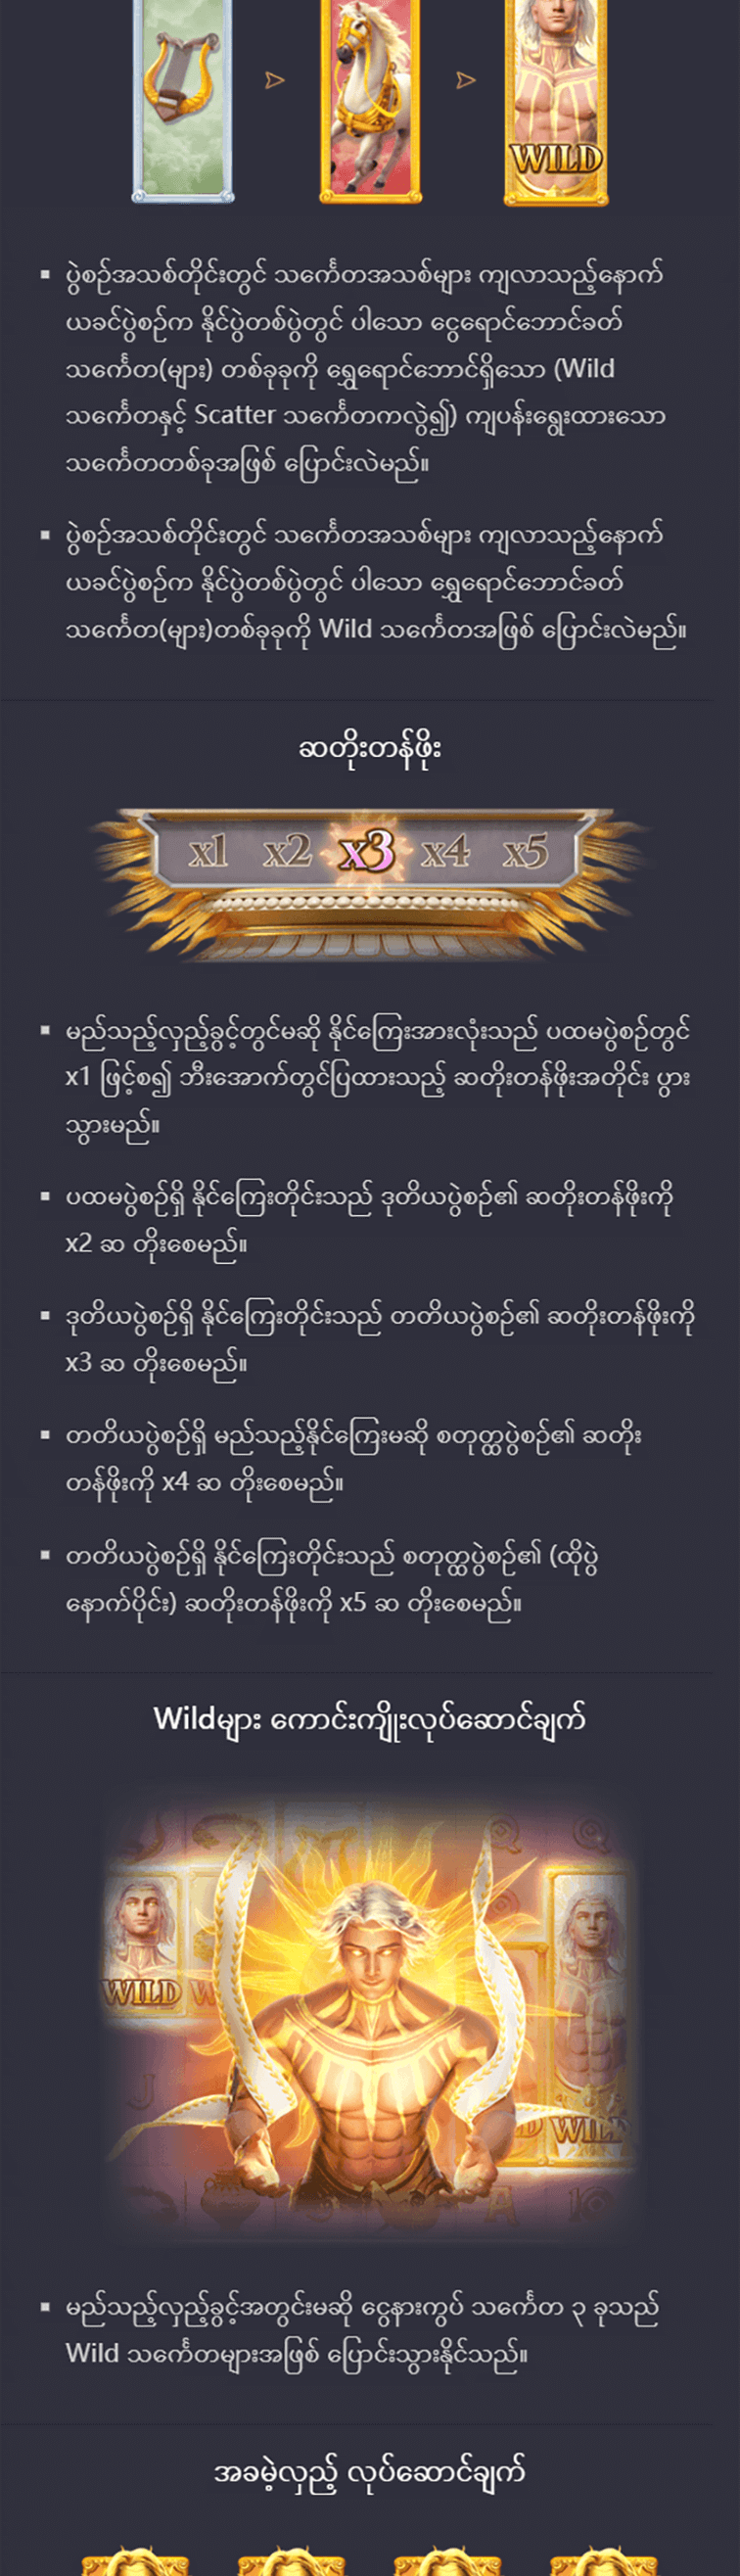 WILD
▪ ပွဲစဉ်အသစ်တိုင်းတွင် သင်္ကေတအသစ်များ ကျလာသည့်နောက်
ယခင်ပွဲစဉ်က နိုင်ပွဲတစ်ပွဲတွင် ပါသော ငွေရောင်ဘောင်ခတ်
သင်္ကေတ(များ) တစ်ခုခုကို ရွှေရောင်ဘောင်ရှိသော (Wild
သင်္ကေတနှင့် Scatter သင်္ကေတကလွဲ၍) ကျပန်းရွေးထားသော
သင်္ကေတတစ်ခုအဖြစ် ပြောင်းလဲမည်။
▪ ပွဲစဉ်အသစ်တိုင်းတွင် သင်္ကေတအသစ်များ ကျလာသည့်နောက်
ယခင်ပွဲစဉ်က နိုင်ပွဲတစ်ပွဲတွင် ပါသော ရွှေရောင်ဘောင်ခတ်
သင်္ကေတ(များ)တစ်ခုခုကို Wild သင်္ကေတအဖြစ် ပြောင်းလဲမည်။
ဆတိုးတန်ဖိုး
x1 x2 x3 x4 x5
▪ မည်သည့်လှည့်ခွင့်တွင်မဆို နိုင်ကြေးအားလုံးသည် ပထမပွဲစဉ်တွင်
x1 ဖြင့်စ၍ ဘီးအောက်တွင်ပြထားသည့် ဆတိုးတန်ဖိုးအတိုင်း ပွား
သွားမည်။
▪ ပထမပွဲစဉ်ရှိ နိုင်ကြေးတိုင်းသည် ဒုတိယပွဲစဉ်၏ ဆတိုးတန်ဖိုးကို
x2 ဆ တိုးစေမည်။
▪ ဒုတိယပွဲစဉ်ရှိ နိုင်ကြေးတိုင်းသည် တတိယပွဲစဉ်၏ ဆတိုးတန်ဖိုးကို
x3 ဆ တိုးစေမည်။
▪ တတိယပွဲစဉ်ရှိ မည်သည့်နိုင်ကြေးမဆို စတုတ္ထပွဲစဉ်၏ ဆတိုး
တန်ဖိုးကို x4 ဆ တိုးစေမည်။
▪ တတိယပွဲစဉ်ရှိ နိုင်ကြေးတိုင်းသည် စတုတ္ထပွဲစဉ်၏ (ထို့ပွဲ
နောက်ပိုင်း) ဆတိုးတန်ဖိုးကို x5 ဆ တိုးစေမည်။
Wildများ ကောင်းကျိုးလုပ်ဆောင်ချက်
WILD
WILD
▪ မည်သည့်လှည့်ခွင့်အတွင်းမဆို ငွေနားကွပ် သင်္ကေတ ၃ ခုသည်
Wild သင်္ကေတများအဖြစ် ပြောင်းသွားနိုင်သည်။
အခမဲ့လှည့် လုပ်ဆောင်ချက်